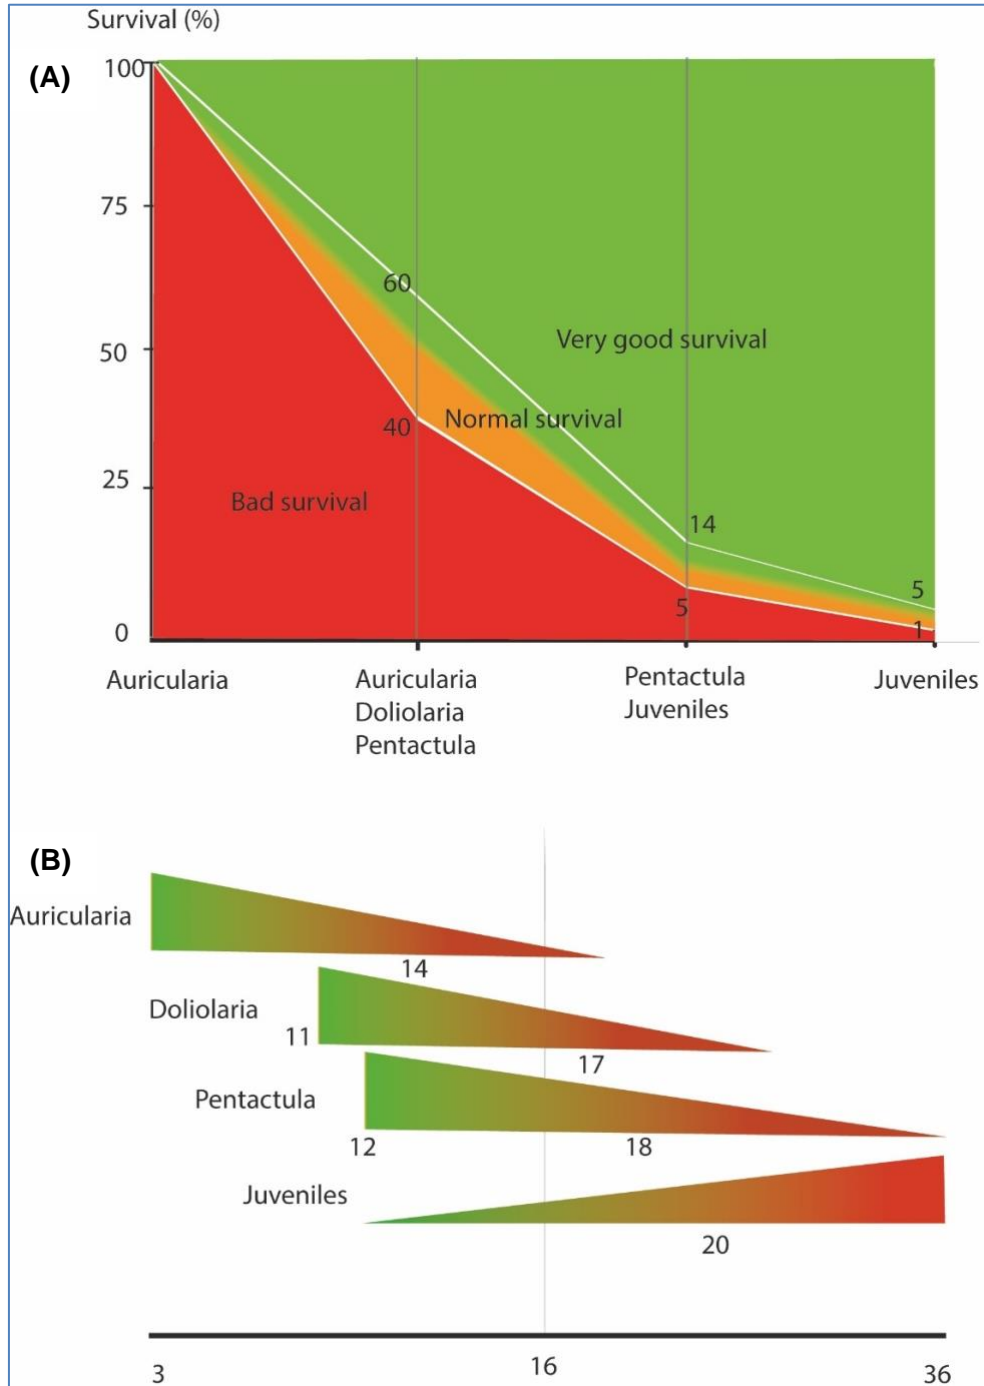 Survival (%)
(A)
100
75
60
50
Very good survival
Normal survival
40
25
Bad survival
14
5
5
1
0
Auricularia
Auricularia
Doliolaria
Pentactula
Pentactula
Juveniles
Juveniles
(B)
Auricularia
14
Doliolaria
11
17
Pentactula
12
18
Juveniles
20
3
16
36